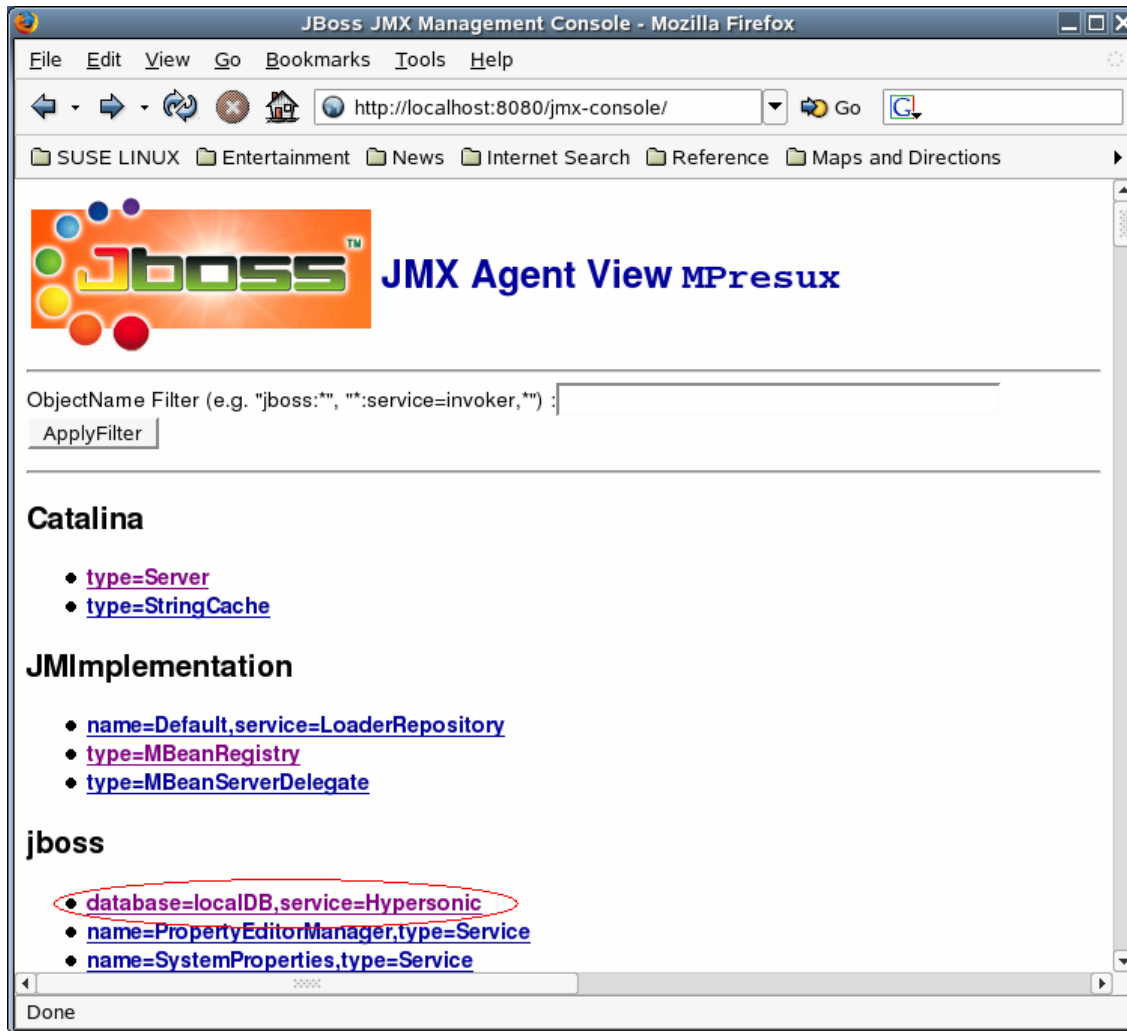 JBoss JMX Management Console - Mozilla Firefox
File Edit View Go Bookmarks Tools Help
http://localhost:8080/jmx-console/ Go G
SUSE LINUX Entertainment News Internet Search Reference Maps and Directions
Jboss TM JMX Agent View MPresux
ObjectName Filter (e.g. "jboss:*", "*:service=invoker,*") :
ApplyFilter
Catalina
type=Server
type=StringCache
JMImplementation
name=Default,service=LoaderRepository
type=MBeanRegistry
type=MBeanServerDelegate
jboss
database=localDB,service=Hypersonic
name=PropertyEditorManager,type=Service
name=SystemProperties,type=Service
Done